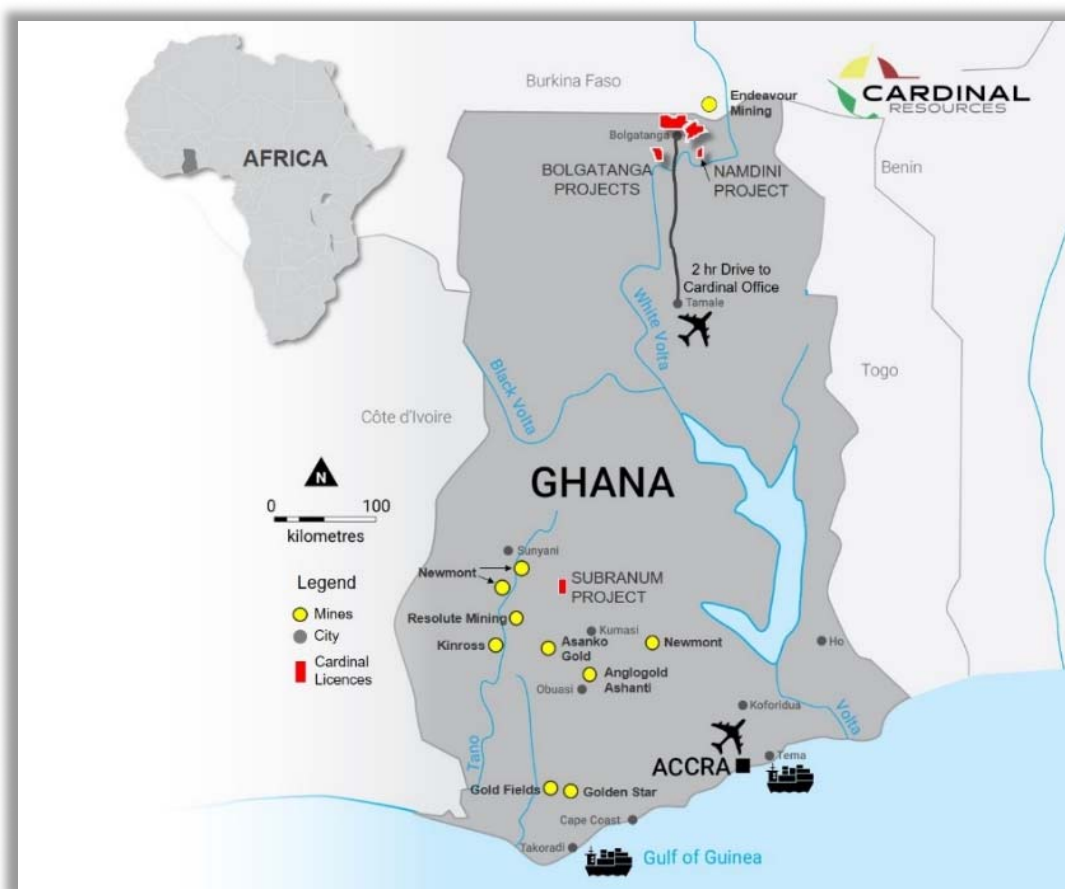 Burkina Faso
CARDINAL
RESOURCES
Endeavour
Mining
AFRICA
Bolgatanga
BOLGATANGA
PROJECTS
NAMDINI
PROJECT
Benin
2 hr Drive to
Cardinal Office
Tamale
White Volta
Black Volta
Togo
Côte d'Ivoire
GHANA
N
0 100
kilometres
Sunyani
Newmont
SUBRANUM
PROJECT
Legend
Mines
City
Cardinal
Licences
Resolute Mining
Kumasi
Kinross
Asanko
Gold
Newmont
Ho
Anglogold
Ashanti
Obuasi
Koforidua
Volta
Tano
ACCRA
Tema
Gold Fields
Golden Star
Cape Coast
Takoradi
Gulf of Guinea